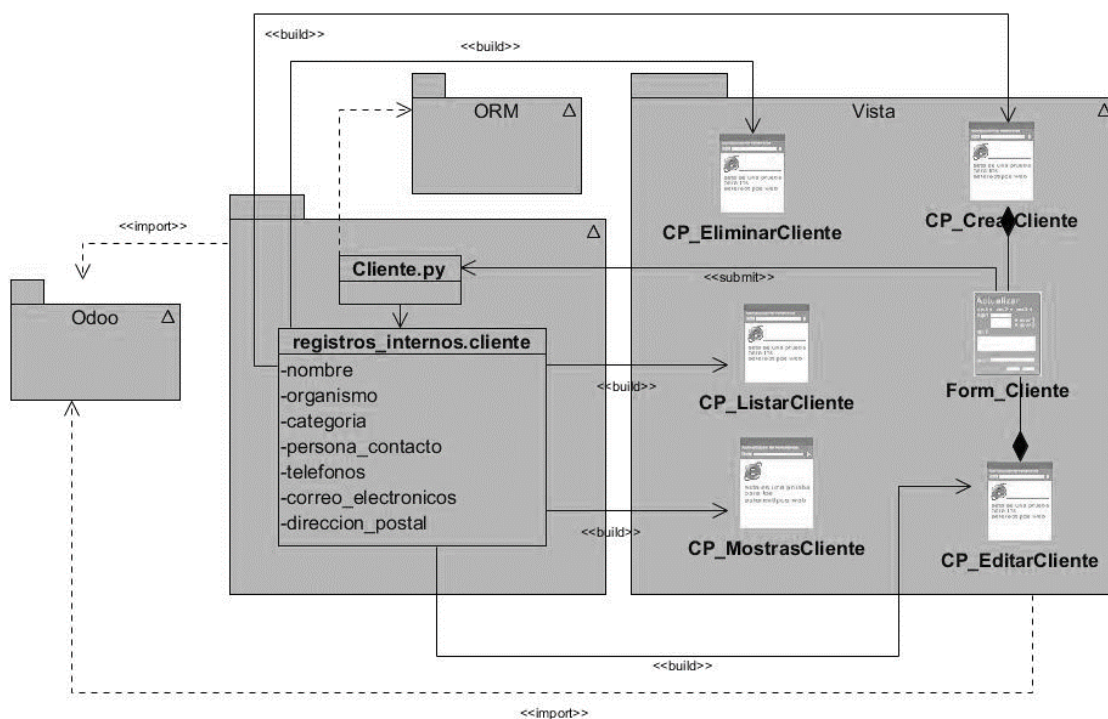 <<build>>
<<build>>
ORM
Vista
CP_EliminarCliente
CP_CrearCliente
<<import>>
Cliente.py
<<submit>>
Odoo
registros_internos.cliente
-nombre
-organismo
-categoria
-persona_contacto
-telefonos
-correo_electronicos
-direccion_postal
<<build>>
CP_ListarCliente
Actualizar
Form_Cliente
<<build>>
CP_MostrasCliente
CP_EditarCliente
<<build>>
<<import>>